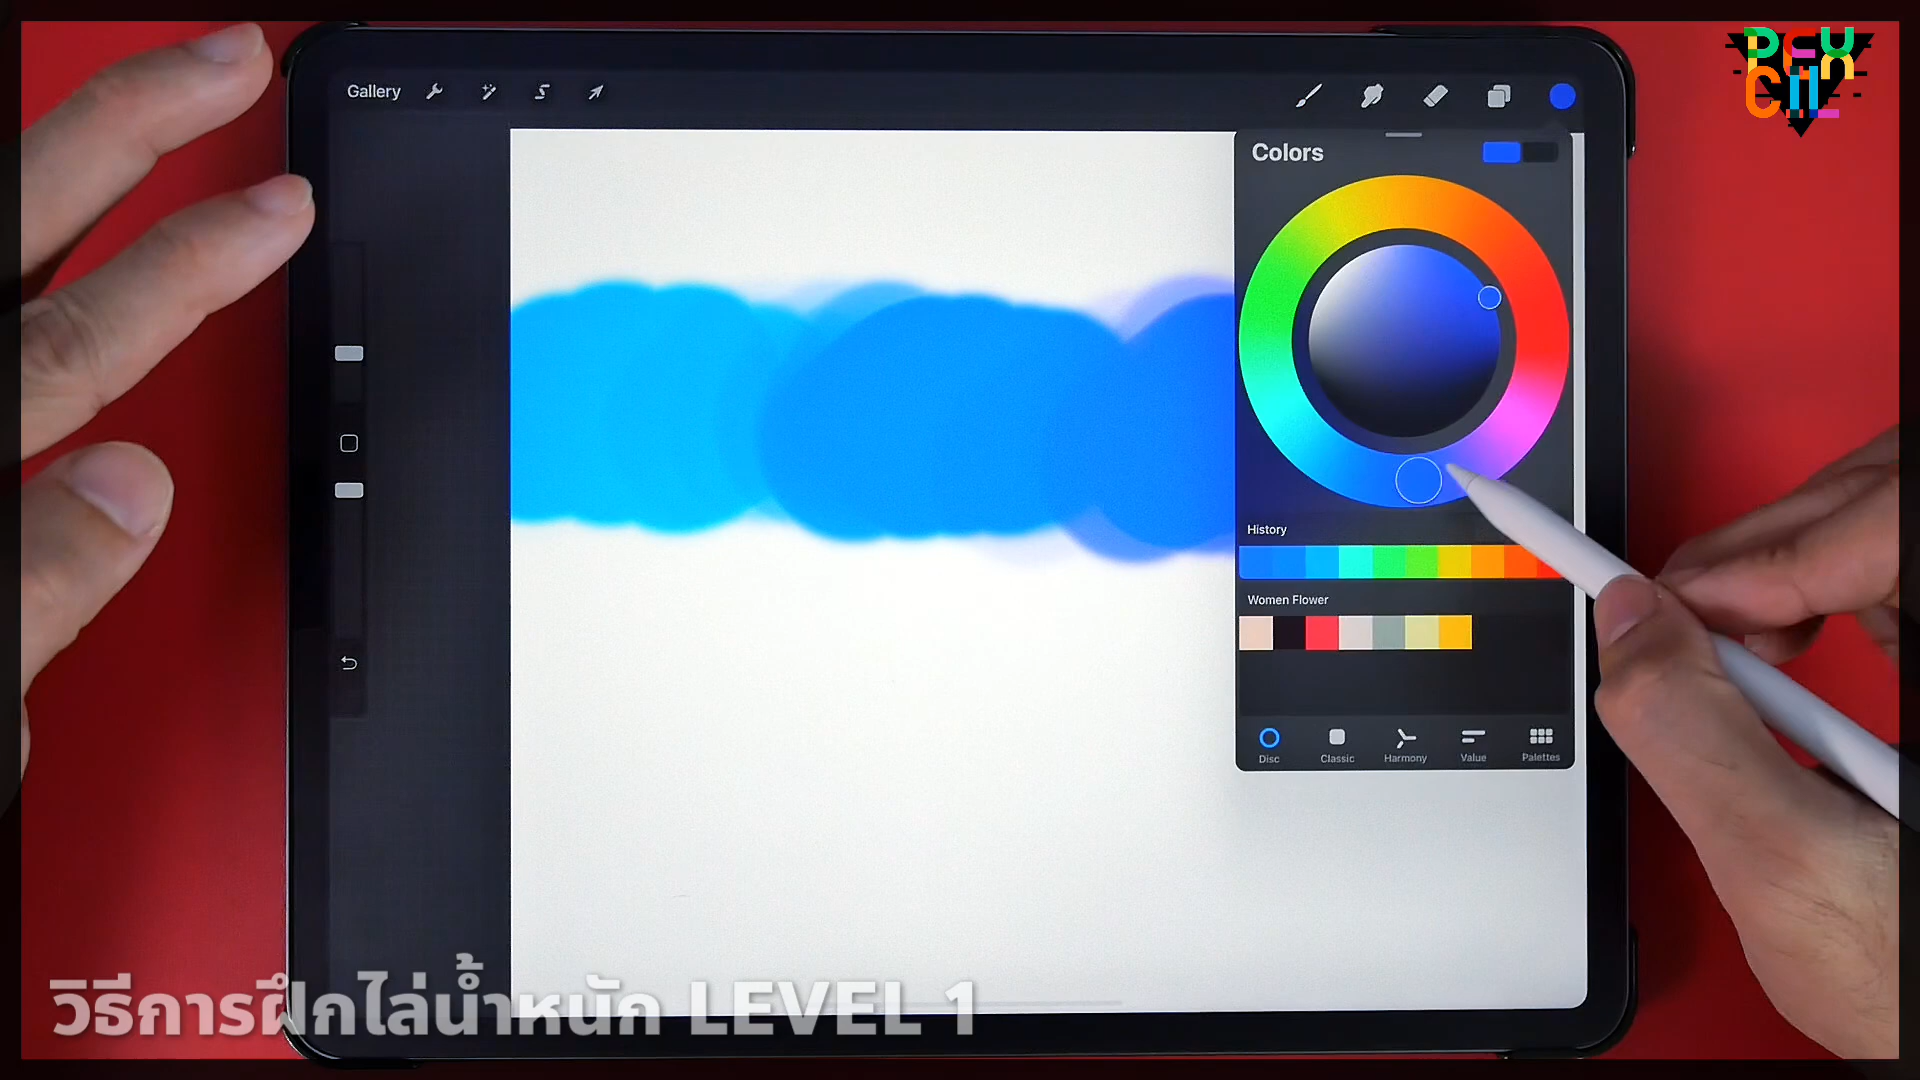 PEXCIL
Gallery
Colors
History
Women Flower
Disc
Classic
Harmony
Value
Palettes
วิธีการฝึกไล่น้ำหนัก LEVEL 1